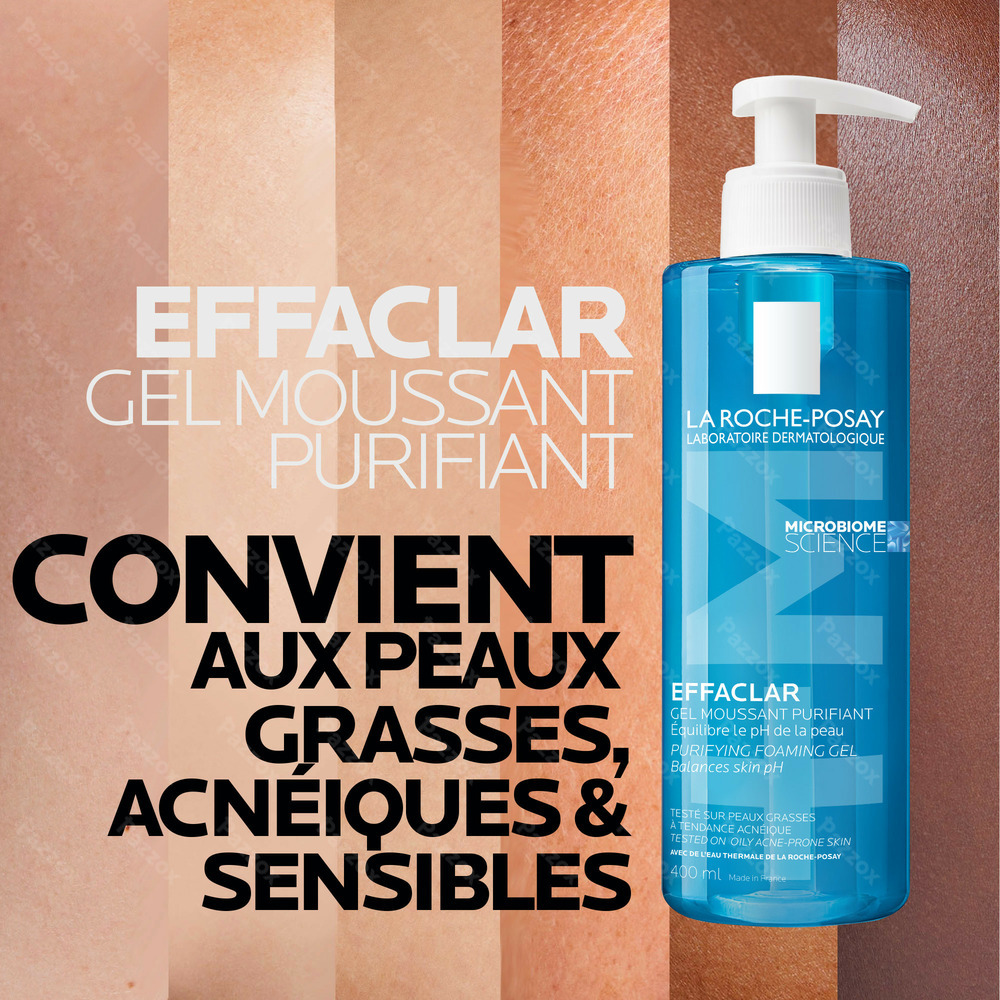 EFFACLAR
GEL MOUSSANT
PURIFIANT
CONVIENT
AUX PEAUX
GRASSES,
ACNÉIQUES &
SENSIBLES
LA ROCHE-POSAY
LABORATOIRE DERMATOLOGIQUE
MICROBIOME
SCIENCE
EFFACLAR
GEL MOUSSANT PURIFIANT
Équilibre le pH de la peau
PURIFYING FOAMING GEL
Balances skin pH
TESTÉ SUR PEAUX GRASSES
À TENDANCE ACNÉIQUE
TESTED ON OILY ACNE-PRONE SKIN
AVEC DE L'EAU THERMALE DE LA ROCHE-POSAY
400 ml Made in France
Pazzox